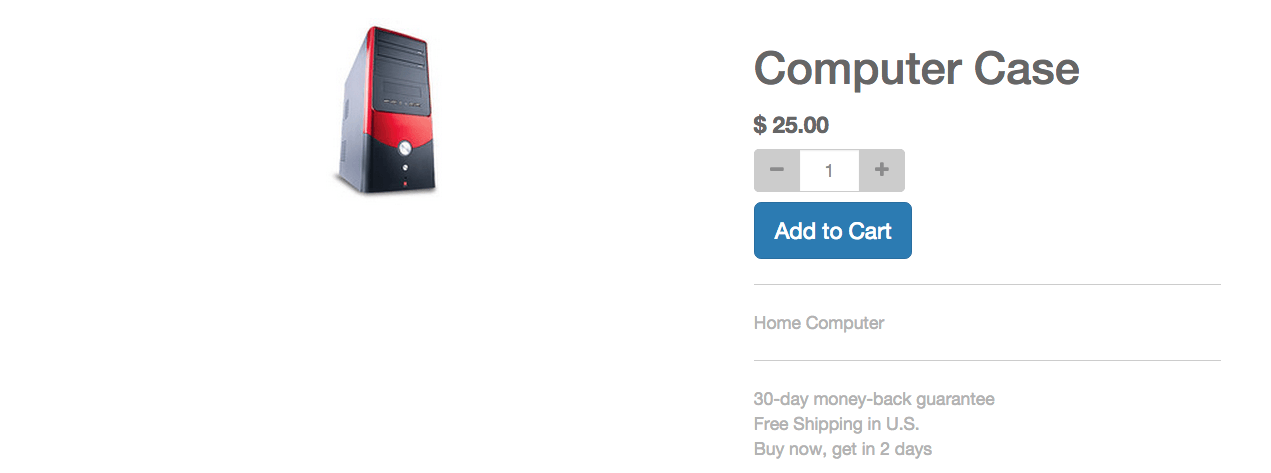 Computer Case
$ 25.00
1
Add to Cart
Home Computer
30-day money-back guarantee
Free Shipping in U.S.
Buy now, get in 2 days